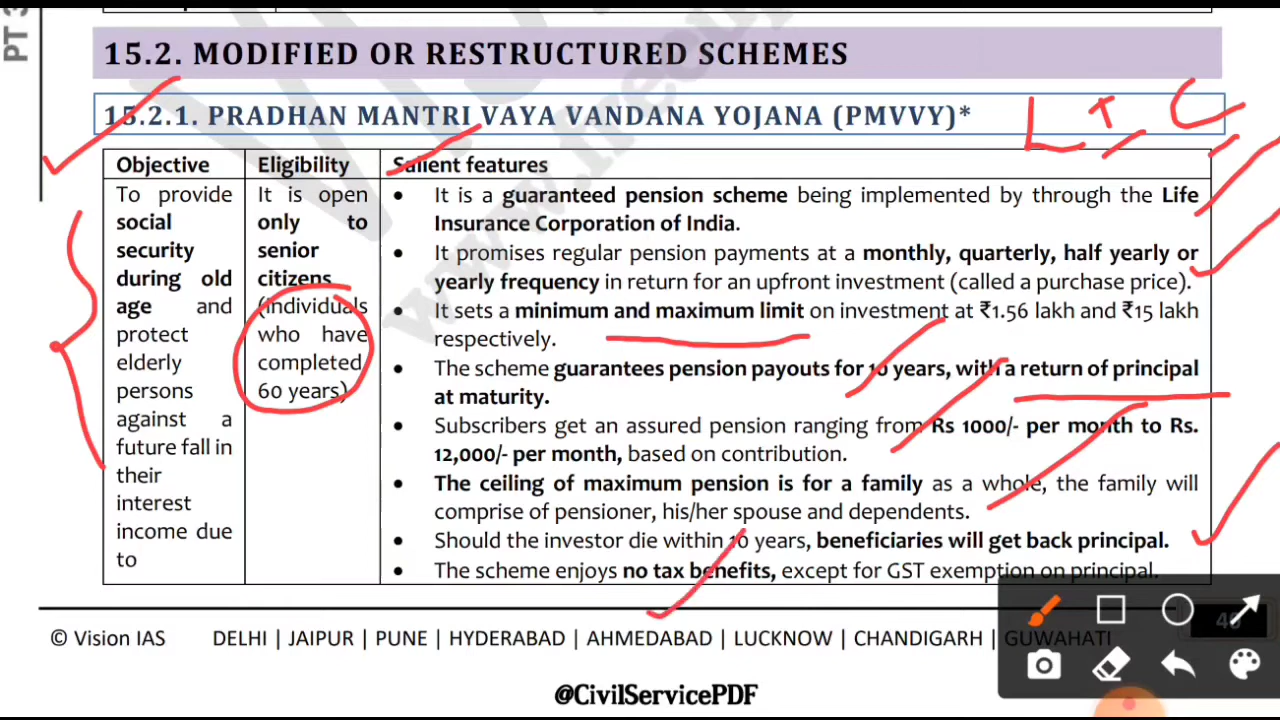 PT 3
15.2. MODIFIED OR RESTRUCTURED SCHEMES
15.2.1. PRADHAN MANTRI VAYA VANDANA YOJANA (PMVVY)*
LIC
Objective
To provide
social
security
during old
age and
protect
elderly
persons
against a
future fall in
their
interest
income due
to
Eligibility
It is open
only to
senior
citizens
(individuals
who have
completed
60 years)
Salient features
• It is a guaranteed pension scheme being implemented by through the Life
Insurance Corporation of India.
• It promises regular pension payments at a monthly, quarterly, half yearly or
yearly frequency in return for an upfront investment (called a purchase price).
• It sets a minimum and maximum limit on investment at ₹1.56 lakh and ₹15 lakh
respectively.
• The scheme guarantees pension payouts for 10 years, with a return of principal
at maturity.
• Subscribers get an assured pension ranging from Rs 1000/- per month to Rs.
12,000/- per month, based on contribution.
• The ceiling of maximum pension is for a family as a whole, the family will
comprise of pensioner, his/her spouse and dependents.
• Should the investor die within 10 years, beneficiaries will get back principal.
• The scheme enjoys no tax benefits, except for GST exemption on principal.
© Vision IAS DELHI | JAIPUR | PUNE | HYDERABAD | AHMEDABAD | LUCKNOW | CHANDIGARH | GUWAHATI
@CivilServicePDF